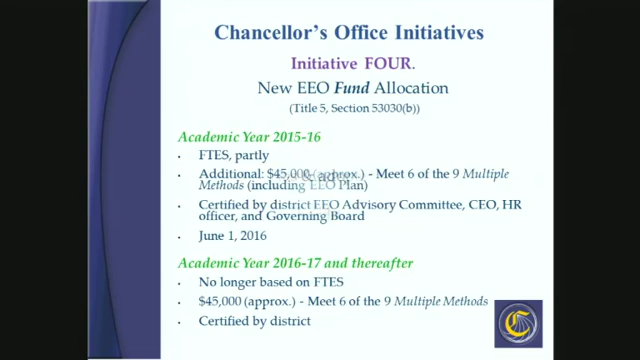 Chancellor's Office Initiatives
Initiative FOUR.
New EEO Fund Allocation
(Title 5, Section 53030(b))
Academic Year 2015-16
• FTES, partly
• Additional: $45,000 (approx.) - Meet 6 of the 9 Multiple
Methods (including EEO Plan)
• Certified by district EEO Advisory Committee, CEO, HR
officer, and Governing Board
• June 1, 2016
Academic Year 2016-17 and thereafter
• No longer based on FTES
• $45,000 (approx.) - Meet 6 of the 9 Multiple Methods
• Certified by district